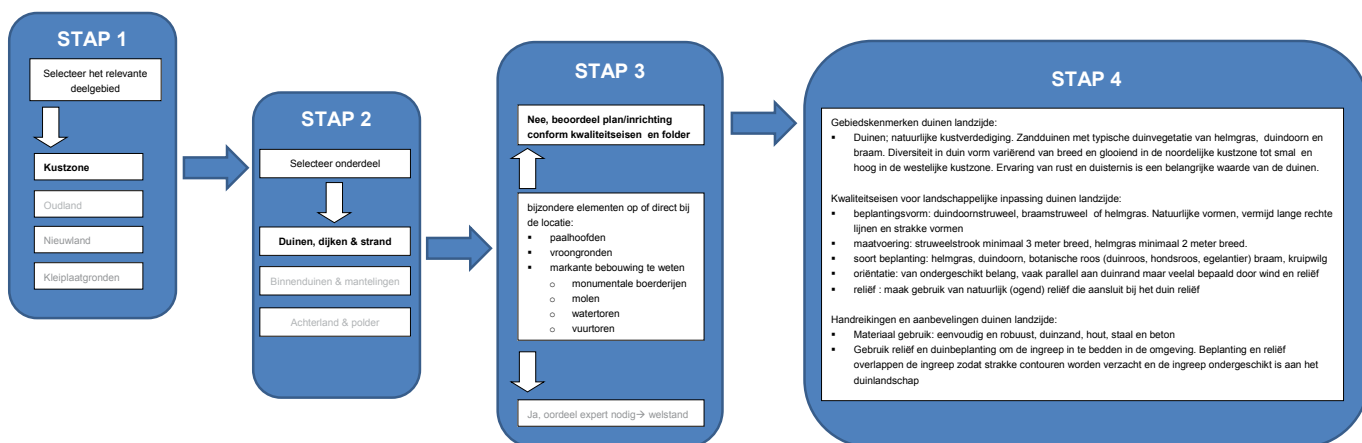 STAP 1
Selecteer het relevante
deelgebied
Kustzone
Oudland
Nieuwland
Kleiplaatgronden
STAP 2
Selecteer onderdeel
Duinen, dijken & strand
Binnenduinen & mantelingen
Achterland & polder
STAP 3
Nee, beoordeel plan/inrichting
conform kwaliteitseisen en folder
bijzondere elementen op of direct bij
de locatie:
▪ paalhoofden
▪ vroongronden
▪ markante bebouwing te weten
o monumentale boerderijen
o molen
o watertoren
o vuurtoren
Ja, oordeel expert nodig→ welstand
STAP 4
Gebiedskenmerken duinen landzijde:
▪ Duinen; natuurlijke kustverdediging. Zandduinen met typische duinvegetatie van helmgras, duindoorn en
braam. Diversiteit in duin vorm variërend van breed en glooiend in de noordelijke kustzone tot smal en
hoog in de westelijke kustzone. Ervaring van rust en duisternis is een belangrijke waarde van de duinen.
Kwaliteitseisen voor landschappelijke inpassing duinen landzijde:
▪ beplantingsvorm: duindoornstruweel, braamstruweel of helmgras. Natuurlijke vormen, vermijd lange rechte
lijnen en strakke vormen
▪ maatvoering: struweelstrook minimaal 3 meter breed, helmgras minimaal 2 meter breed.
▪ soort beplanting: helmgras, duindoorn, botanische roos (duinroos, hondsroos, egelantier) braam, kruipwilg
▪ oriëntatie: van ondergeschikt belang, vaak parallel aan duinrand maar veelal bepaald door wind en reliëf
▪ reliëf : maak gebruik van natuurlijk (ogend) reliëf die aansluit bij het duin reliëf
Handreikingen en aanbevelingen duinen landzijde:
▪ Materiaal gebruik: eenvoudig en robuust, duinzand, hout, staal en beton
▪ Gebruik reliëf en duinbeplanting om de ingreep in te bedden in de omgeving. Beplanting en reliëf
overlappen de ingreep zodat strakke contouren worden verzacht en de ingreep ondergeschikt is aan het
duinlandschap